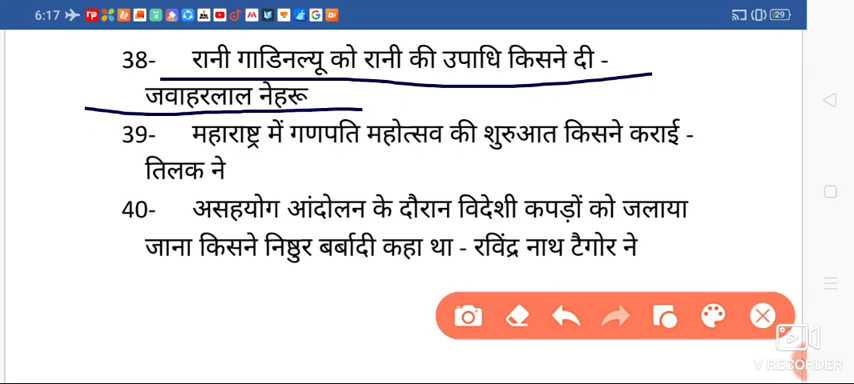 6:17
29
38- रानी गाडिनल्यू को रानी की उपाधि किसने दी -
जवाहरलाल नेहरू
39- महाराष्ट्र में गणपति महोत्सव की शुरुआत किसने कराई -
तिलक ने
40- असहयोग आंदोलन के दौरान विदेशी कपड़ों को जलाया
जाना किसने निष्ठुर बर्बादी कहा था - रविंद्र नाथ टैगोर ने
V RECORDER